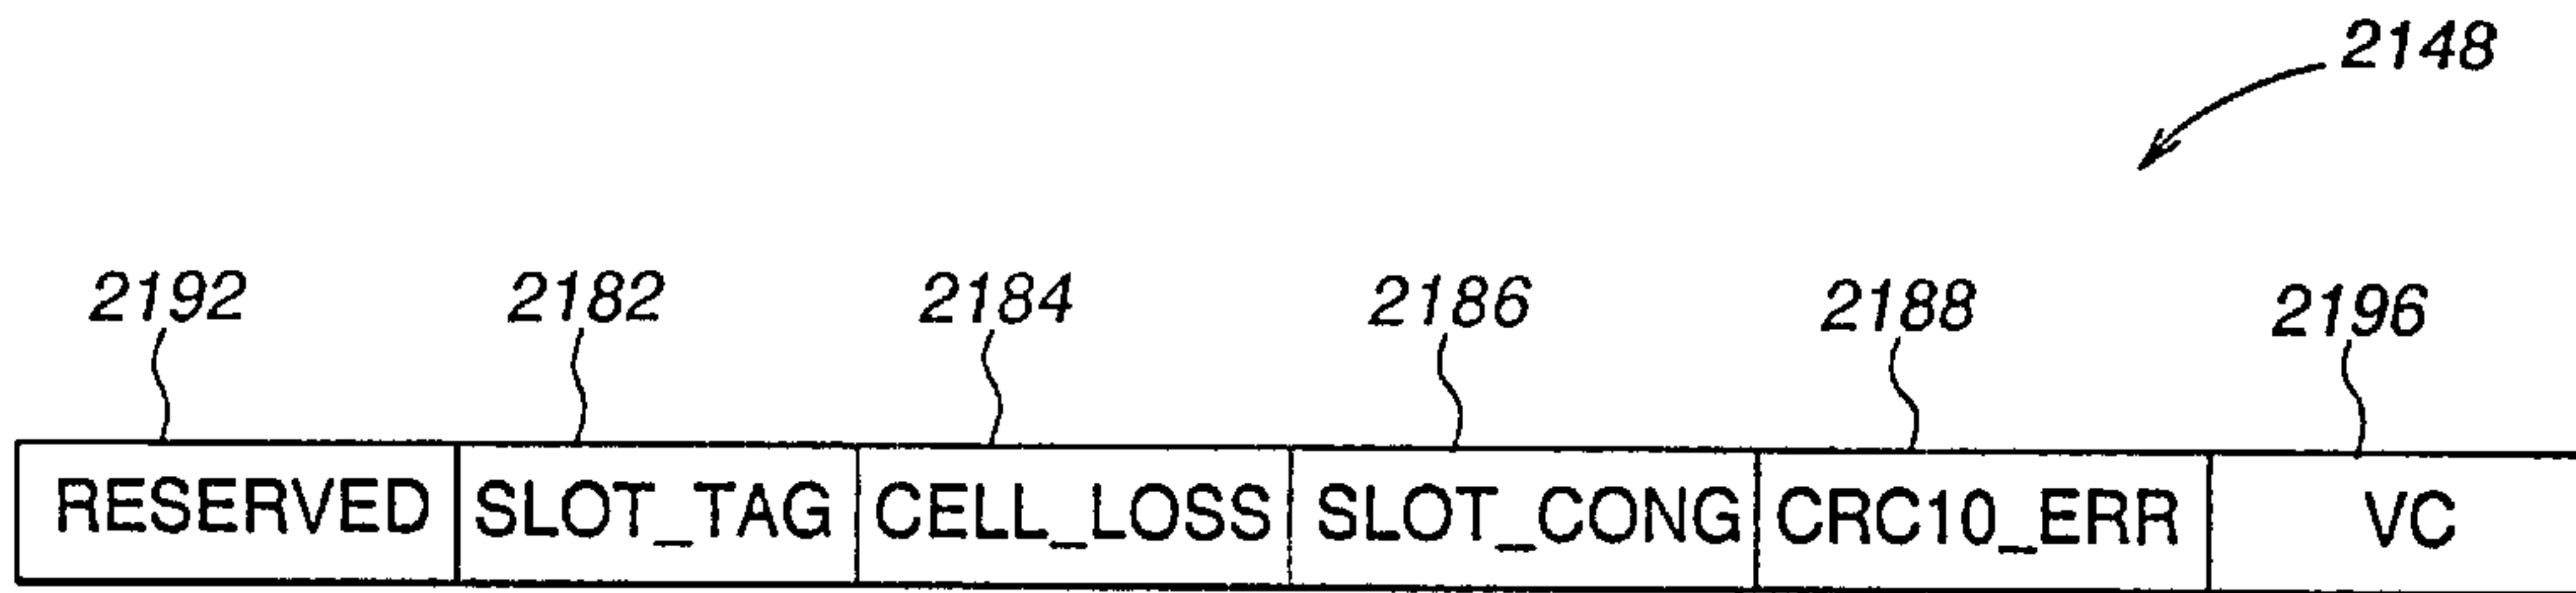 2148
2192 2182 2184 2186 2188 2196
RESERVED SLOT_TAG CELL_LOSS SLOT_CONG CRC10_ERR VC